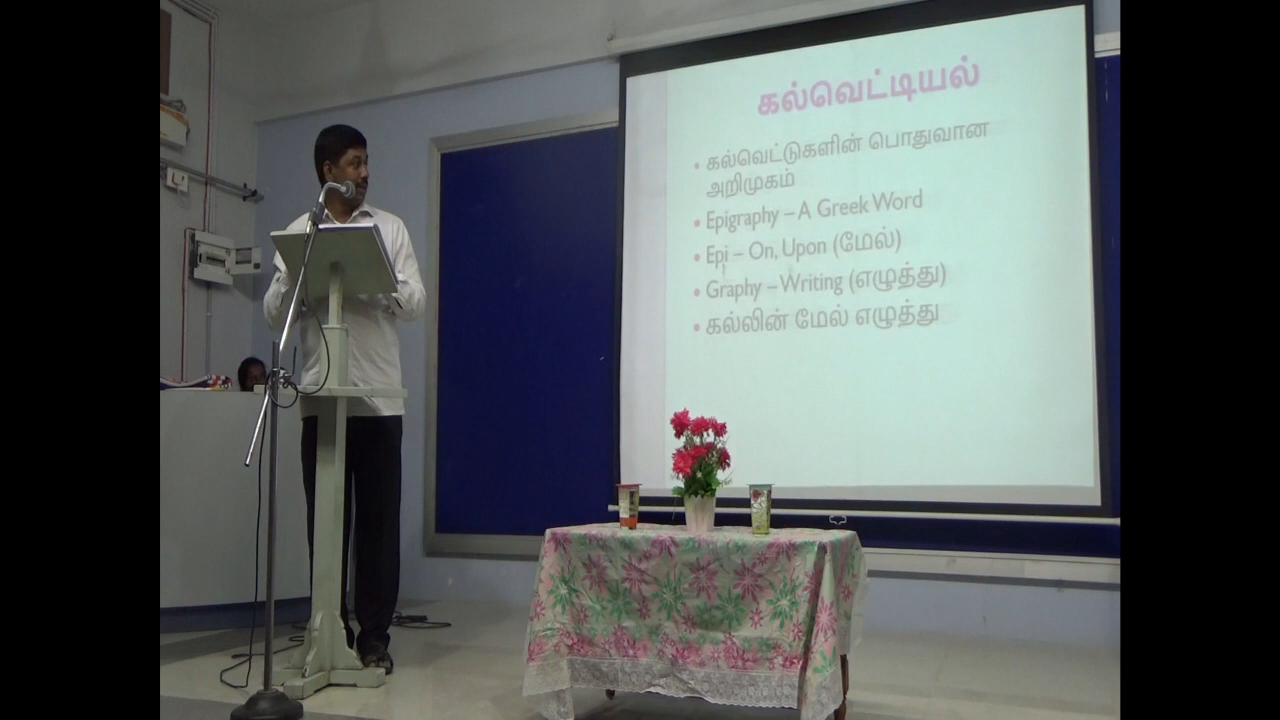 கல்வெட்டியல்
• கல்வெட்டுகளின் பொதுவான
அறிமுகம்
• Epigraphy – A Greek Word
• Epi – On, Upon (மேல்)
• Graphy – Writing (எழுத்து)
• கல்லின் மேல் எழுத்து